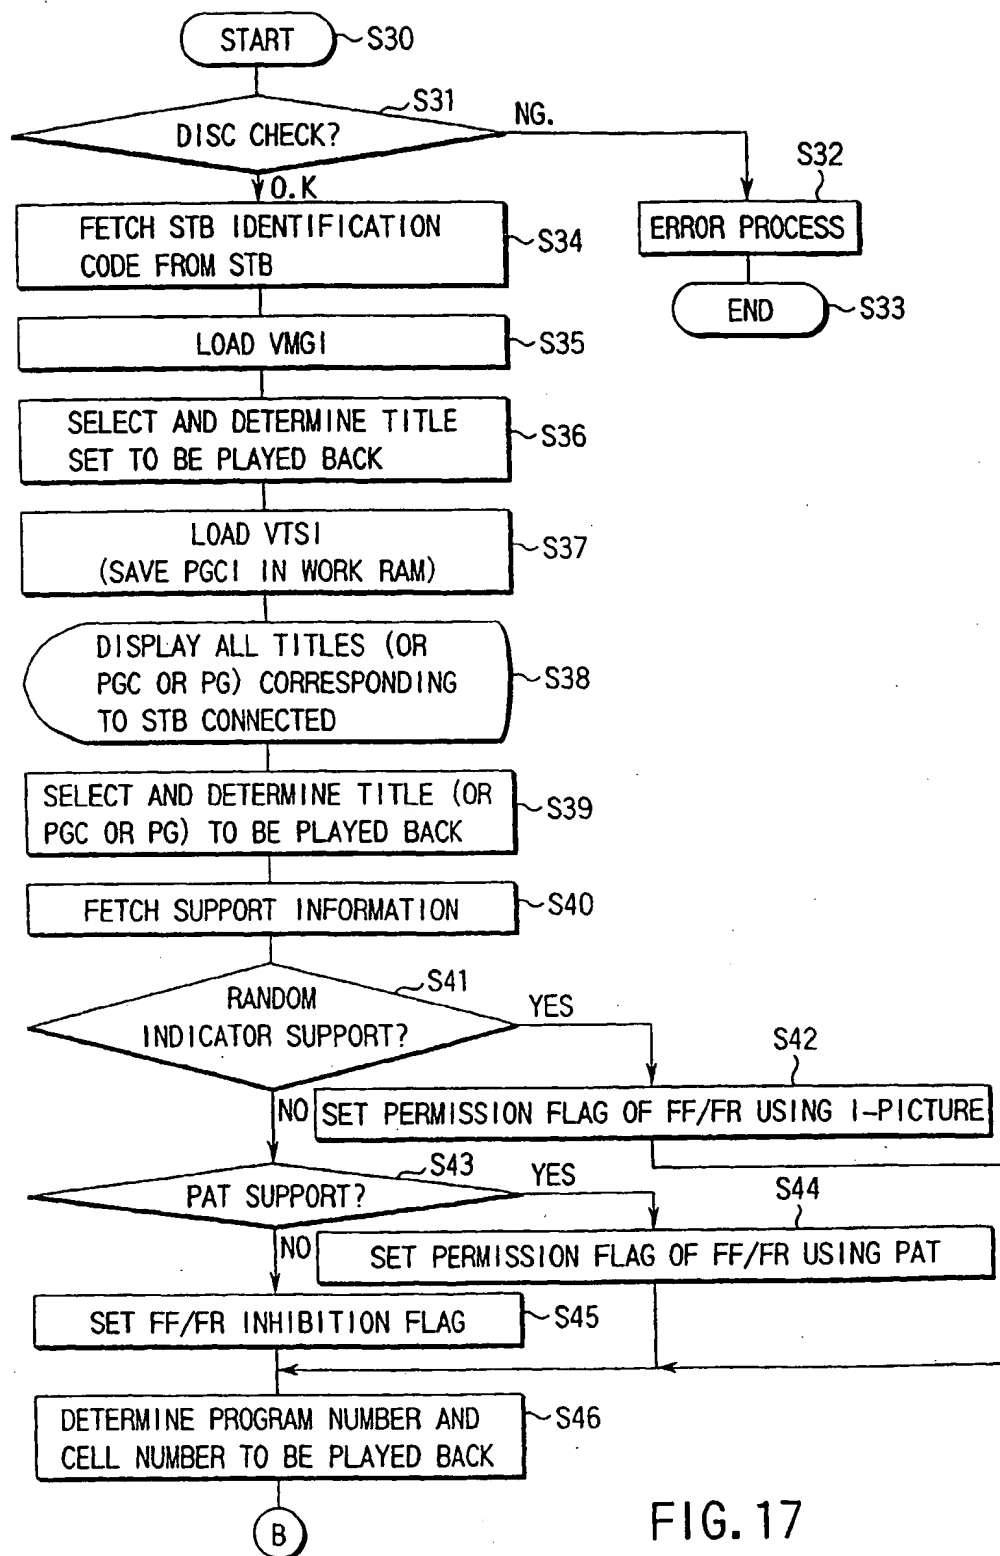 START
S30
DISC CHECK?
S31
NG.
O.K
S32
ERROR PROCESS
END
S33
FETCH STB IDENTIFICATION
CODE FROM STB
S34
LOAD VMGI
S35
SELECT AND DETERMINE TITLE
SET TO BE PLAYED BACK
S36
LOAD VTSI
(SAVE PGCI IN WORK RAM)
S37
DISPLAY ALL TITLES (OR
PGC OR PG) CORRESPONDING
TO STB CONNECTED
S38
SELECT AND DETERMINE TITLE (OR
PGC OR PG) TO BE PLAYED BACK
S39
FETCH SUPPORT INFORMATION
S40
RANDOM
INDICATOR SUPPORT?
S41
YES
NO
S42
SET PERMISSION FLAG OF FF/FR USING I-PICTURE
PAT SUPPORT?
S43
YES
NO
S44
SET PERMISSION FLAG OF FF/FR USING PAT
SET FF/FR INHIBITION FLAG
S45
DETERMINE PROGRAM NUMBER AND
CELL NUMBER TO BE PLAYED BACK
S46
B
FIG. 17